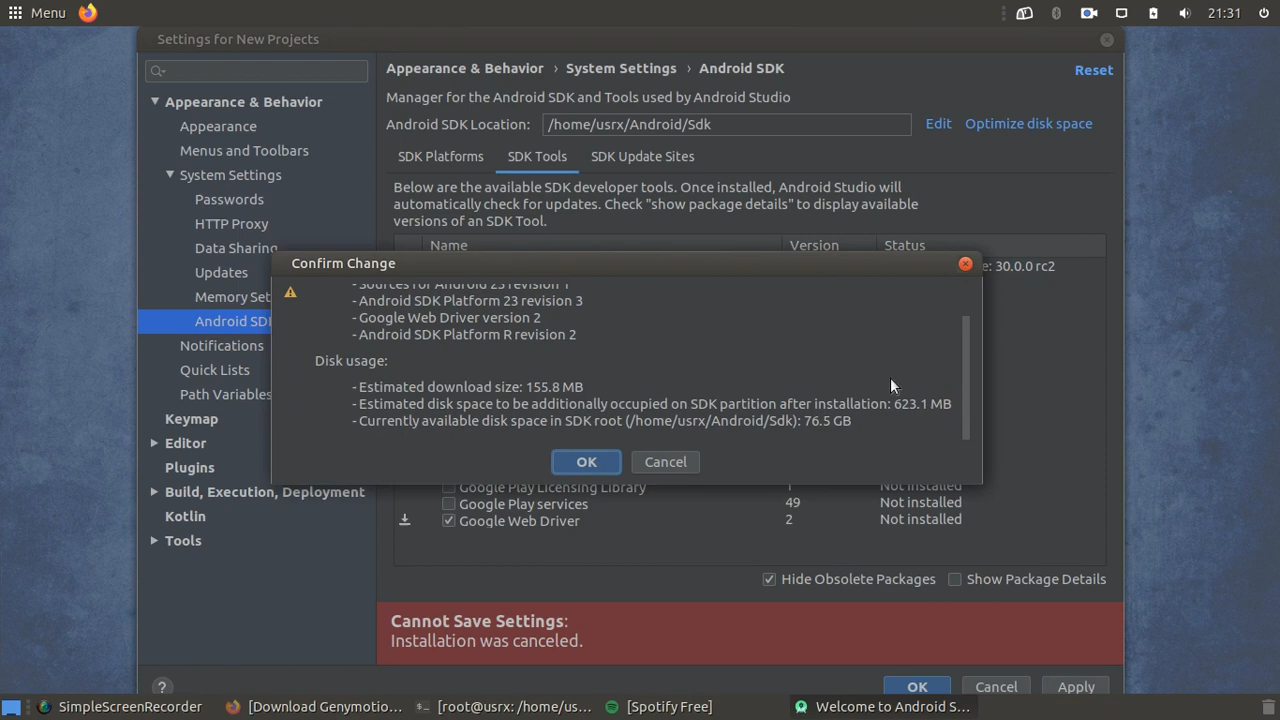 Menu
21:31
Settings for New Projects
Appearance & Behavior
Appearance
Menus and Toolbars
System Settings
Passwords
HTTP Proxy
Data Sharing
Updates
Memory Set
Android SD
Notifications
Quick Lists
Path Variables
Keymap
Editor
Plugins
Build, Execution, Deployment
Kotlin
Tools
?
Appearance & Behavior › System Settings › Android SDK
Reset
Manager for the Android SDK and Tools used by Android Studio
Android SDK Location: /home/usrx/Android/Sdk Edit Optimize disk space
SDK Platforms SDK Tools SDK Update Sites
Below are the available SDK developer tools. Once installed, Android Studio will
automatically check for updates. Check "show package details" to display available
versions of an SDK Tool.
Name Version Status
e: 30.0.0 rc2
Confirm Change
- Sources for Android 23 revision 1
- Android SDK Platform 23 revision 3
- Google Web Driver version 2
- Android SDK Platform R revision 2
Disk usage:
- Estimated download size: 155.8 MB
- Estimated disk space to be additionally occupied on SDK partition after installation: 623.1 MB
- Currently available disk space in SDK root (/home/usrx/Android/Sdk): 76.5 GB
OK Cancel
Google Play Licensing Library 1 Not installed
Google Play services 49 Not installed
Google Web Driver 2 Not installed
Hide Obsolete Packages Show Package Details
Cannot Save Settings:
Installation was canceled.
OK Cancel Apply
SimpleScreenRecorder
[Download Genymotio...
[root@usrx: /home/us...
[Spotify Free]
Welcome to Android S...